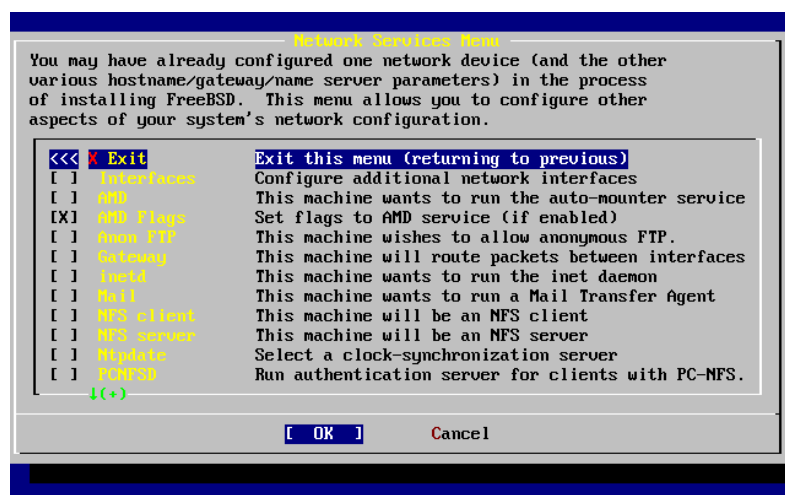 Network Services Menu
You may have already configured one network device (and the other
various hostname/gateway/name server parameters) in the process
of installing FreeBSD.  This menu allows you to configure other
aspects of your system's network configuration.
<<< X Exit Exit this menu (returning to previous)
[ ] Interfaces Configure additional network interfaces
[ ] AMD This machine wants to run the auto-mounter service
[X] AMD Flags Set flags to AMD service (if enabled)
[ ] Anon FTP This machine wishes to allow anonymous FTP.
[ ] Gateway This machine will route packets between interfaces
[ ] inetd This machine wants to run the inet daemon
[ ] Mail This machine wants to run a Mail Transfer Agent
[ ] NFS client This machine will be an NFS client
[ ] NFS server This machine will be an NFS server
[ ] Ntpdate Select a clock-synchronization server
[ ] PCNFSD Run authentication server for clients with PC-NFS.
↓(+)
[ OK ] Cancel